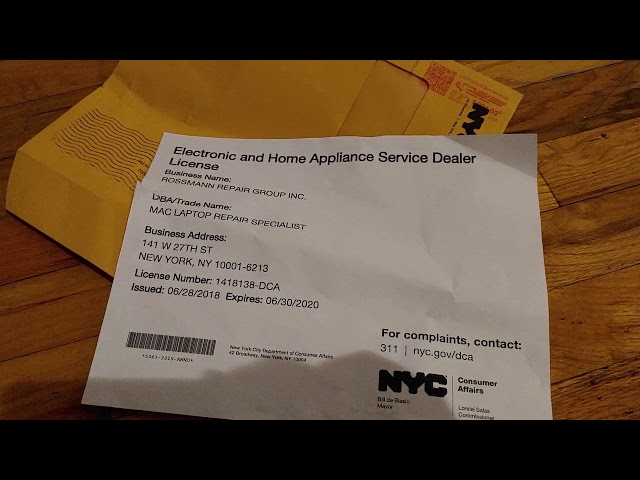 NYC
Electronic and Home Appliance Service Dealer
License
Business Name:
ROSSMANN REPAIR GROUP INC.
DBA/Trade Name:
MAC LAPTOP REPAIR SPECIALIST
Business Address:
141 W 27TH ST
NEW YORK, NY 10001-6213
License Number: 1418138-DCA
Issued: 06/28/2018 Expires: 06/30/2020
New York City Department of Consumer Affairs
42 Broadway, New York, NY 10004
For complaints, contact:
311 | nyc.gov/dca
NYC Consumer
Affairs
Bill de Blasio
Mayor
Lorelei Salas
Commissioner